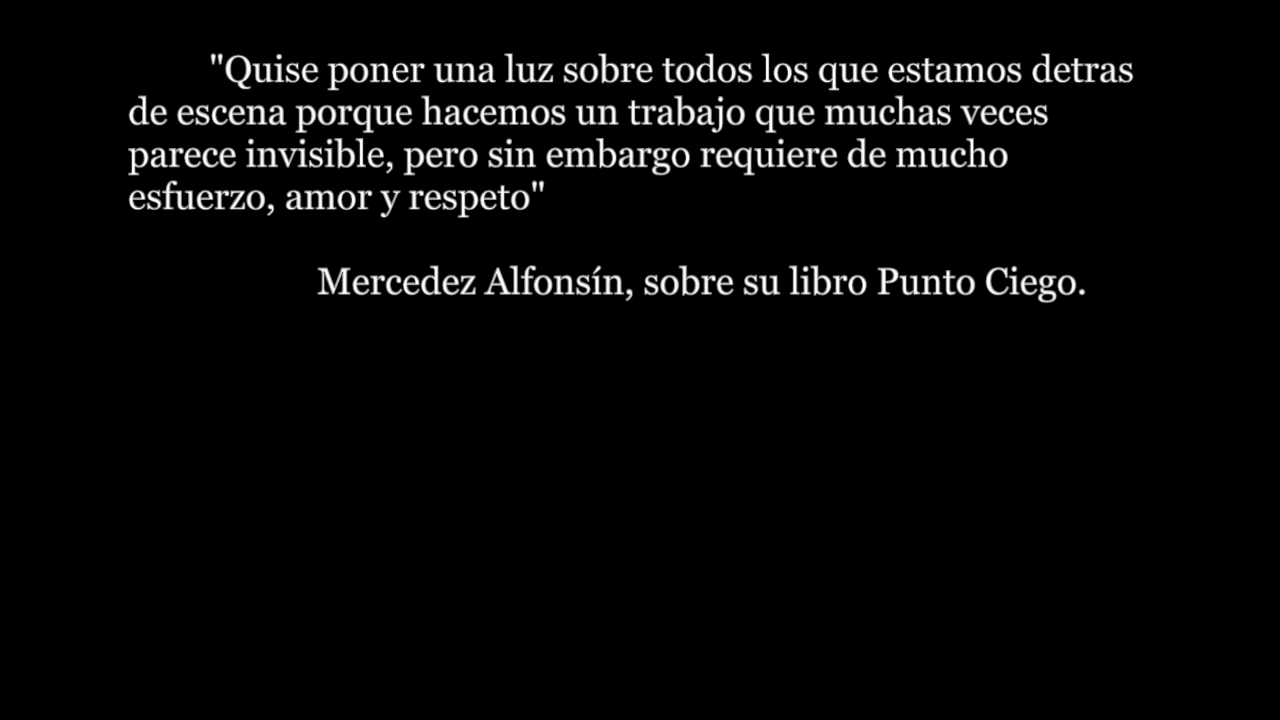 "Quise poner una luz sobre todos los que estamos detras
de escena porque hacemos un trabajo que muchas veces
parece invisible, pero sin embargo requiere de mucho
esfuerzo, amor y respeto"
Mercedez Alfonsín, sobre su libro Punto Ciego.